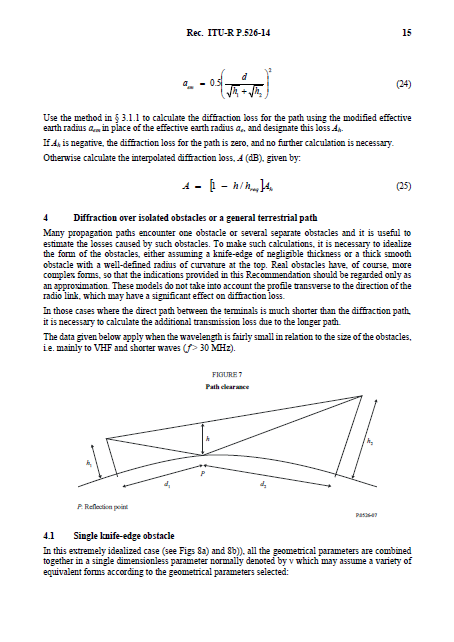 Rec. ITU-R P.526-14 15
a_em = 0.5 ( d / (√h_1 + √h_2) )^2 (24)
Use the method in § 3.1.1 to calculate the diffraction loss for the path using the modified effective
earth radius a_em in place of the effective earth radius a_e, and designate this loss A_h.
If A_h is negative, the diffraction loss for the path is zero, and no further calculation is necessary.
Otherwise calculate the interpolated diffraction loss, A (dB), given by:
A = [1 − h / h_req ]A_h (25)
4 Diffraction over isolated obstacles or a general terrestrial path
Many propagation paths encounter one obstacle or several separate obstacles and it is useful to
estimate the losses caused by such obstacles. To make such calculations, it is necessary to idealize
the form of the obstacles, either assuming a knife-edge of negligible thickness or a thick smooth
obstacle with a well-defined radius of curvature at the top. Real obstacles have, of course, more
complex forms, so that the indications provided in this Recommendation should be regarded only as
an approximation. These models do not take into account the profile transverse to the direction of the
radio link, which may have a significant effect on diffraction loss.
In those cases where the direct path between the terminals is much shorter than the diffraction path,
it is necessary to calculate the additional transmission loss due to the longer path.
The data given below apply when the wavelength is fairly small in relation to the size of the obstacles,
i.e. mainly to VHF and shorter waves (f > 30 MHz).
FIGURE 7
Path clearance
h
h_2
h_1
P
d_1 d_2
P: Reflection point
P.0526-07
4.1 Single knife-edge obstacle
In this extremely idealized case (see Figs 8a) and 8b)), all the geometrical parameters are combined
together in a single dimensionless parameter normally denoted by ν which may assume a variety of
equivalent forms according to the geometrical parameters selected: